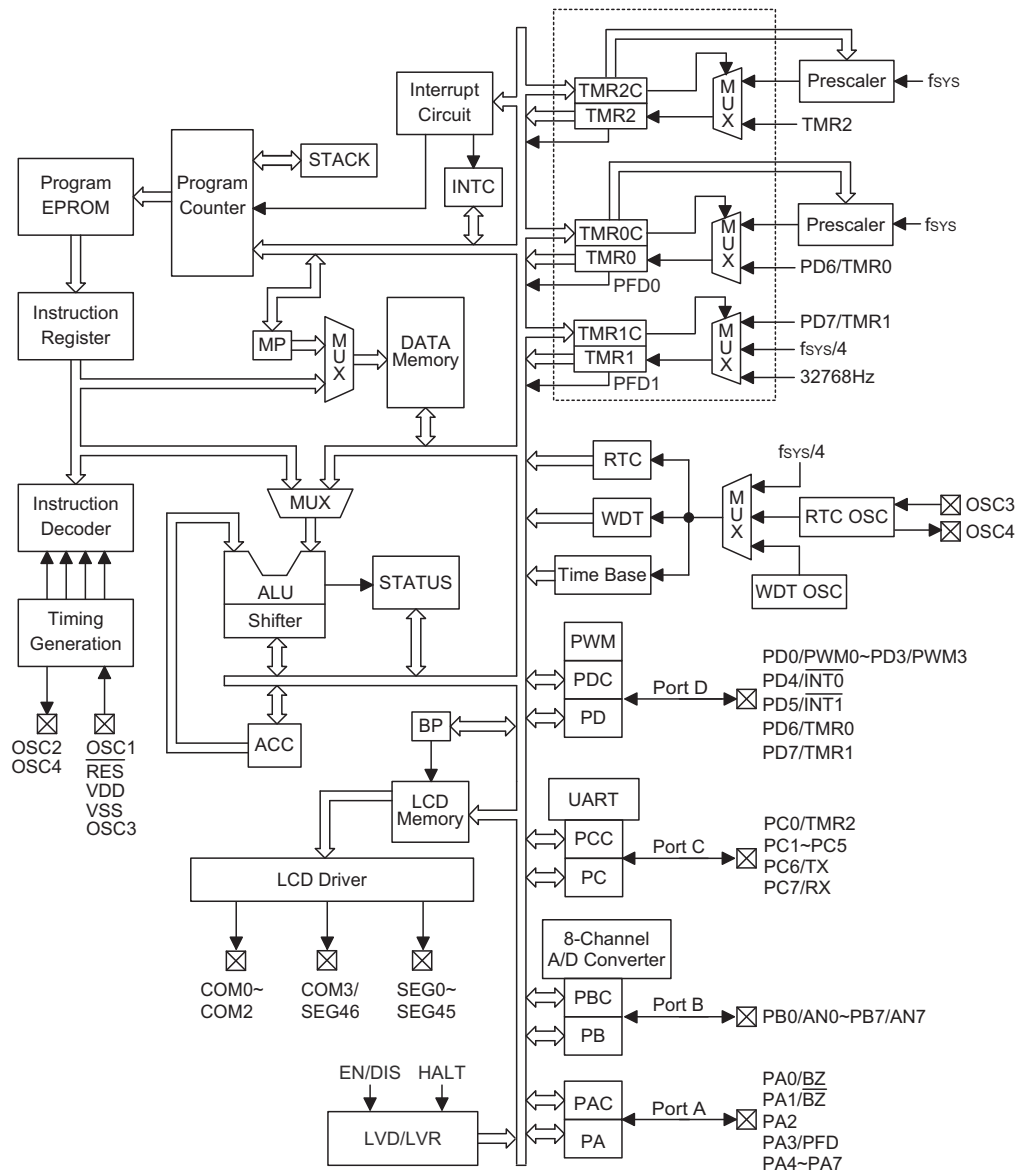 Interrupt
Circuit
STACK
Program
EPROM
Program
Counter
INTC
Instruction
Register
MP
MUX
DATA
Memory
MUX
Instruction
Decoder
ALU
Shifter
STATUS
Timing
Generation
OSC2
OSC4
OSC1
RES
VDD
VSS
OSC3
ACC
BP
LCD
Memory
LCD Driver
COM0~
COM2
COM3/
SEG46
SEG0~
SEG45
EN/DIS
HALT
LVD/LVR
TMR2C
TMR2
MUX
Prescaler
fSYS
TMR2
TMR0C
TMR0
PFD0
MUX
Prescaler
fSYS
PD6/TMR0
TMR1C
TMR1
PFD1
MUX
PD7/TMR1
fSYS/4
32768Hz
RTC
WDT
Time Base
MUX
fSYS/4
RTC OSC
OSC3
OSC4
WDT OSC
PWM
PDC
PD
Port D
PD0/PWM0~PD3/PWM3
PD4/INT0
PD5/INT1
PD6/TMR0
PD7/TMR1
UART
PCC
PC
Port C
PC0/TMR2
PC1~PC5
PC6/TX
PC7/RX
8-Channel
A/D Converter
PBC
PB
Port B
PB0/AN0~PB7/AN7
PAC
PA
Port A
PA0/BZ
PA1/BZ
PA2
PA3/PFD
PA4~PA7